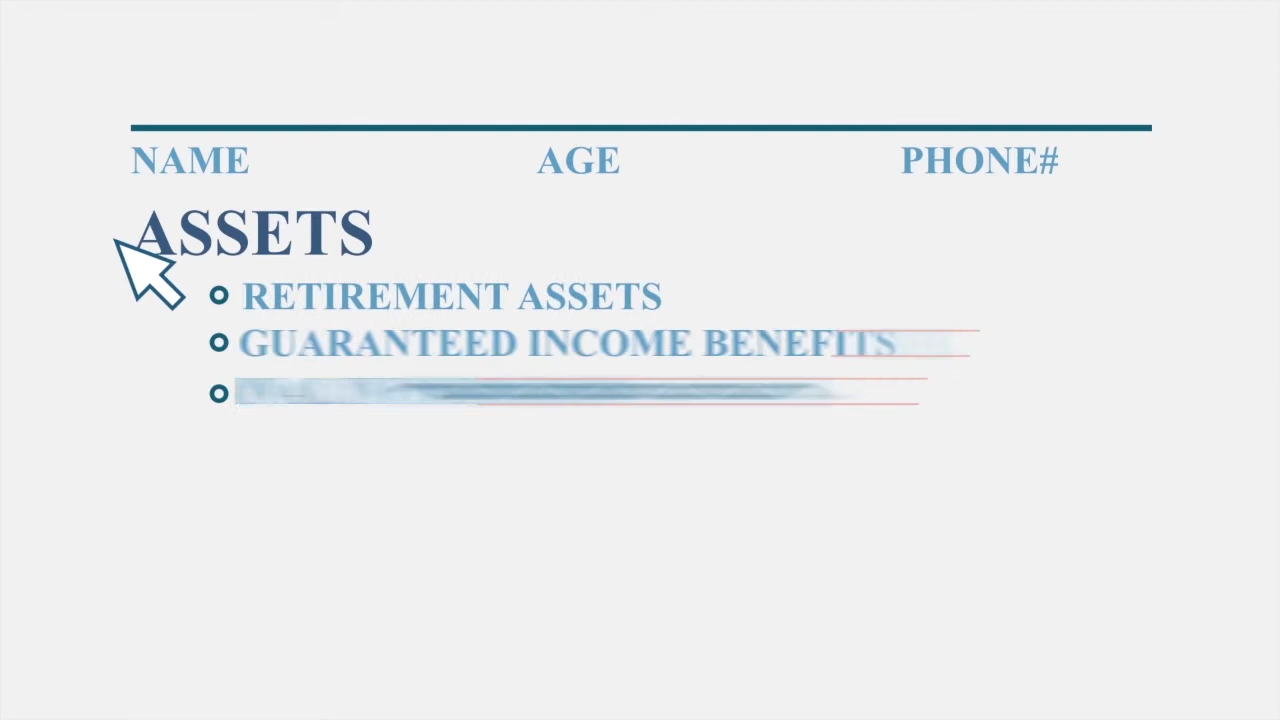 NAME AGE PHONE#
ASSETS
RETIREMENT ASSETS
GUARANTEED INCOME BENEFITS